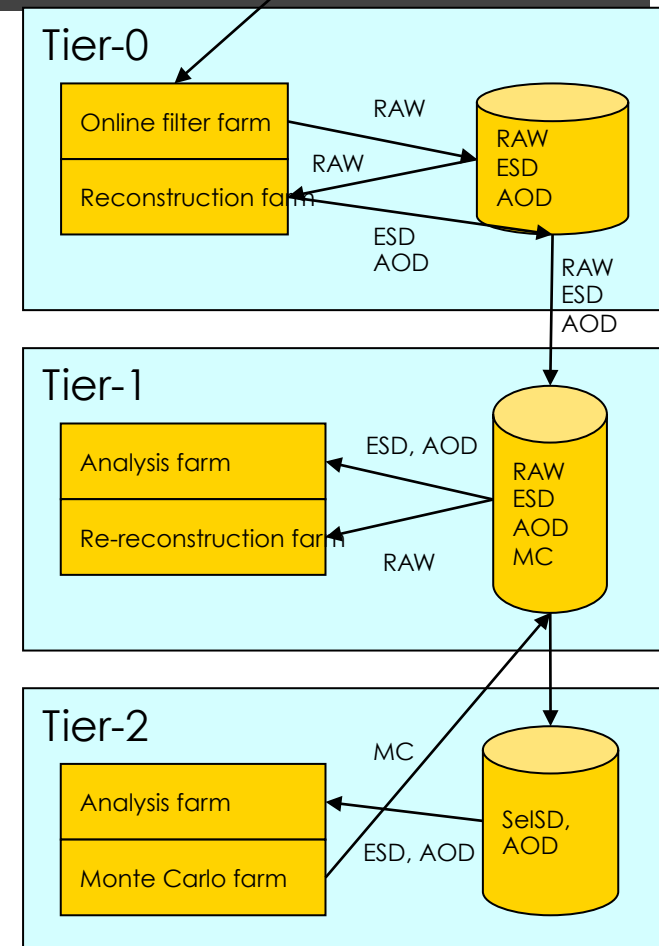 Tier-0
Online filter farm
Reconstruction farm
RAW
RAW
ESD
AOD
RAW
ESD
AOD
RAW
ESD
AOD
Tier-1
Analysis farm
Re-reconstruction farm
ESD, AOD
RAW
RAW
ESD
AOD
MC
Tier-2
Analysis farm
Monte Carlo farm
MC
ESD, AOD
SelSD,
AOD